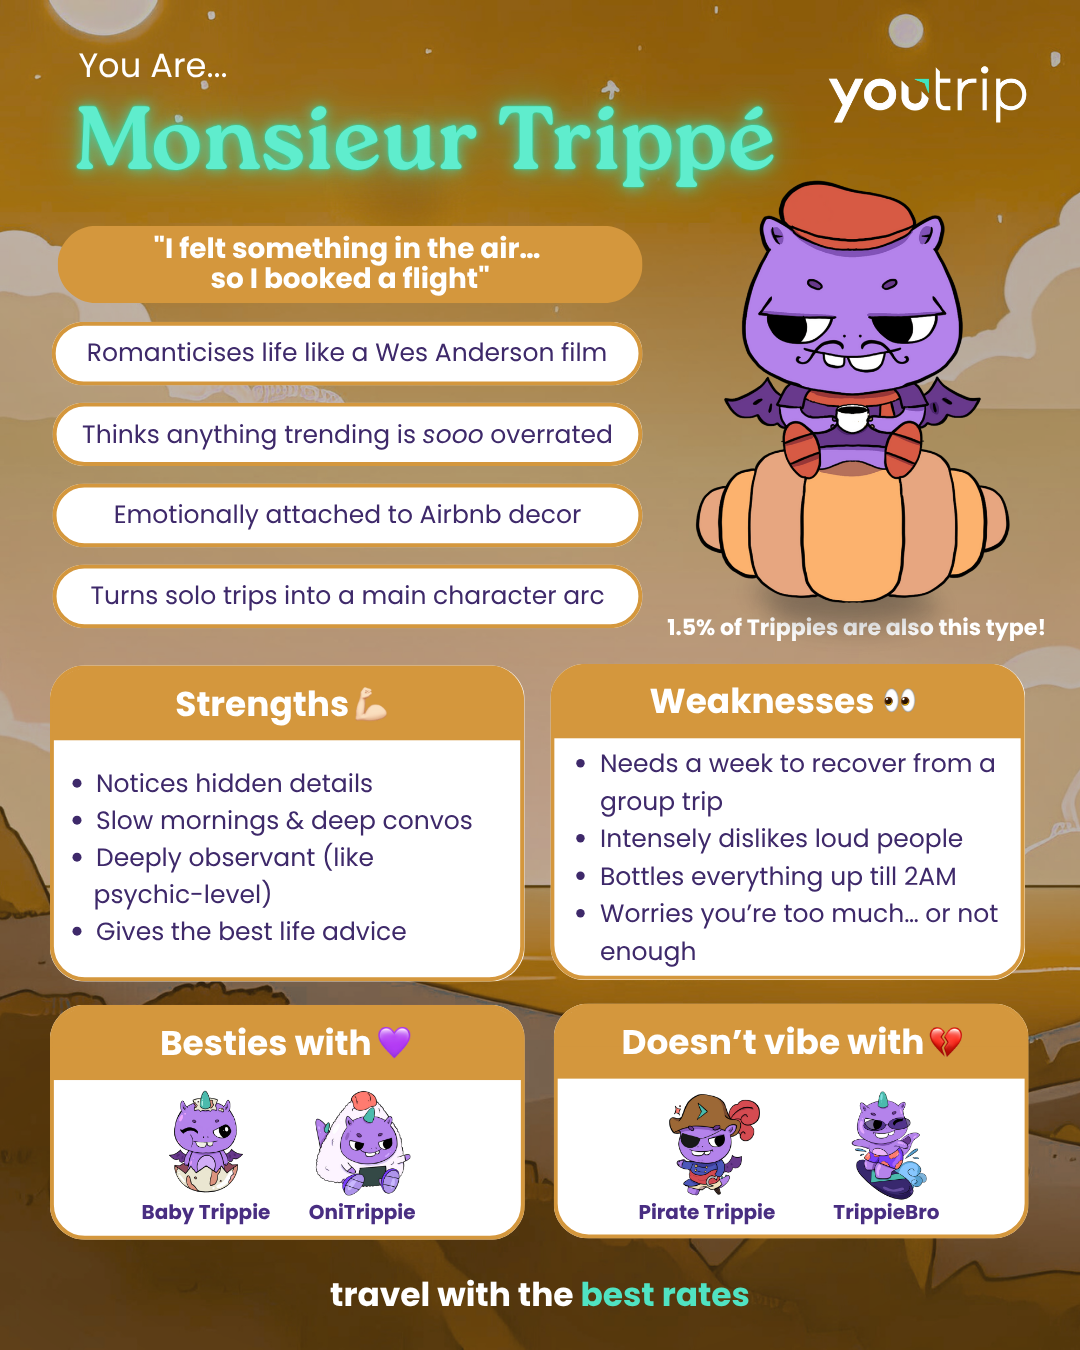 You Are...
youtrip
Monsieur Trippé
"I felt something in the air...
so I booked a flight"
Romanticises life like a Wes Anderson film
Thinks anything trending is sooo overrated
Emotionally attached to Airbnb decor
Turns solo trips into a main character arc
1.5% of Trippies are also this type!
Strengths💪🏻
• Notices hidden details
• Slow mornings & deep convos
• Deeply observant (like
psychic-level)
• Gives the best life advice
Weaknesses 👀
• Needs a week to recover from a
group trip
• Intensely dislikes loud people
• Bottles everything up till 2AM
• Worries you’re too much... or not
enough
Besties with💜
Baby Trippie
OniTrippie
Doesn’t vibe with💔
Pirate Trippie
TrippieBro
travel with the best rates